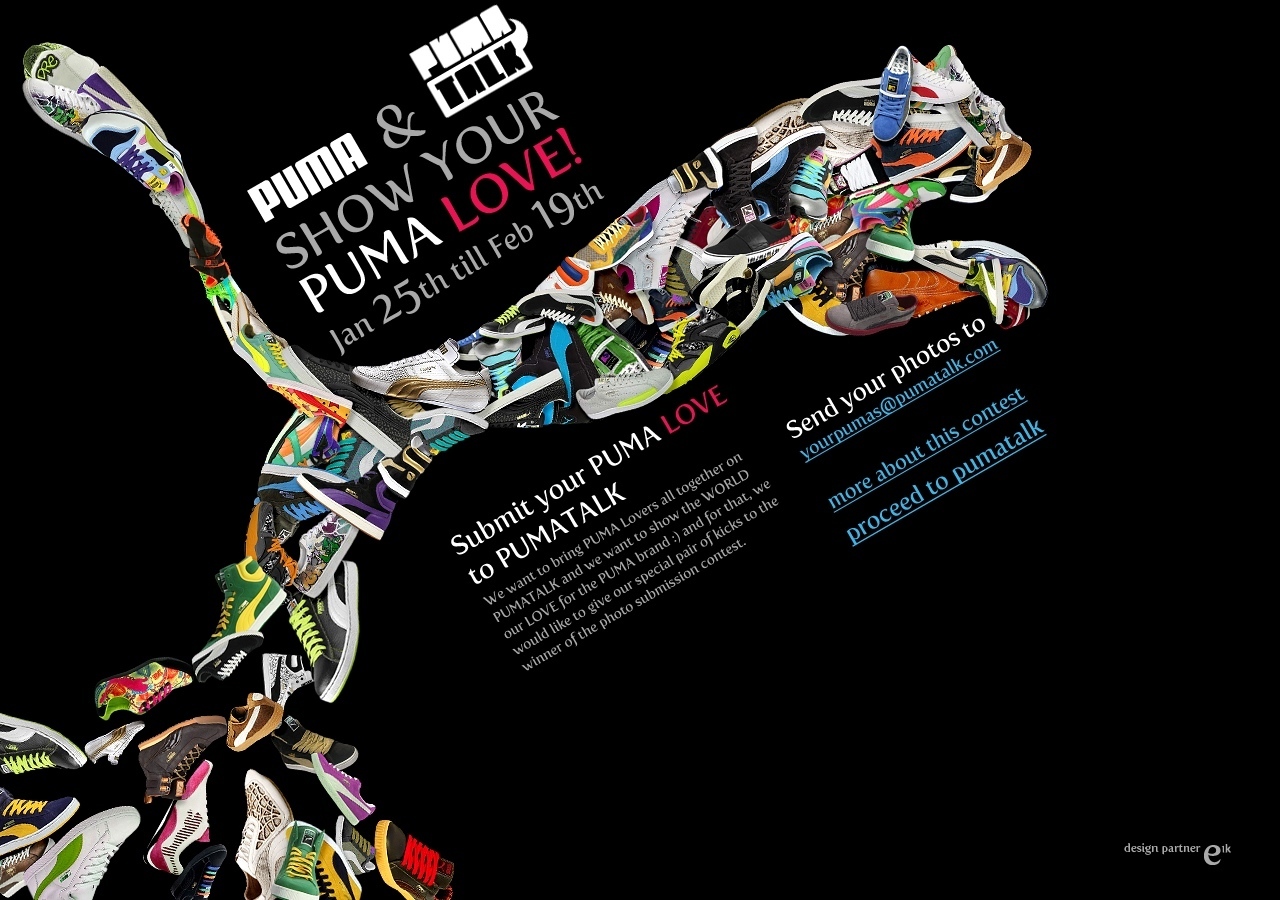 PUMA & PUMA TALK
SHOW YOUR
PUMA LOVE!
Jan 25th till Feb 19th
Submit your PUMA LOVE
to PUMATALK
We want to bring PUMA Lovers all together on
PUMATALK and we want to show the WORLD
our LOVE for the PUMA brand :) and for that, we
would like to give our special pair of kicks to the
winner of the photo submission contest.
Send your photos to
yourpumas@pumatalk.com
more about this contest
proceed to pumatalk
design partner eık